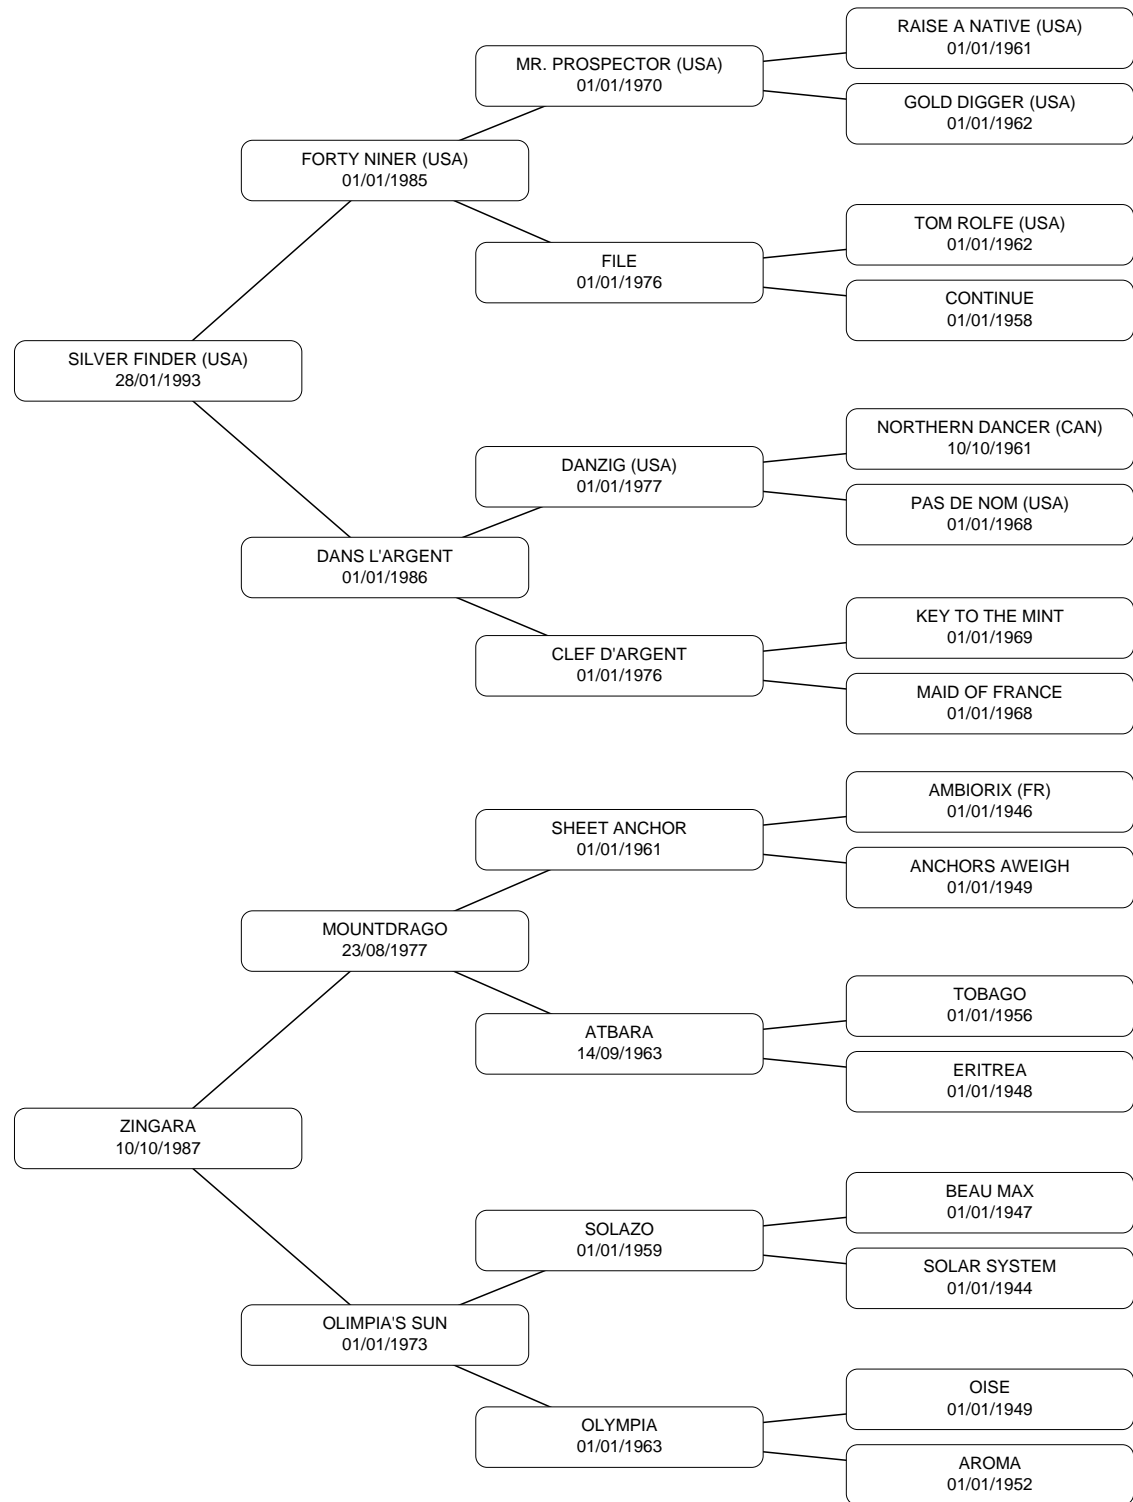 RAISE A NATIVE (USA)
01/01/1961
MR. PROSPECTOR (USA)
01/01/1970
GOLD DIGGER (USA)
01/01/1962
FORTY NINER (USA)
01/01/1985
TOM ROLFE (USA)
01/01/1962
FILE
01/01/1976
CONTINUE
01/01/1958
SILVER FINDER (USA)
28/01/1993
NORTHERN DANCER (CAN)
10/10/1961
DANZIG (USA)
01/01/1977
PAS DE NOM (USA)
01/01/1968
DANS L'ARGENT
01/01/1986
KEY TO THE MINT
01/01/1969
CLEF D'ARGENT
01/01/1976
MAID OF FRANCE
01/01/1968
AMBIORIX (FR)
01/01/1946
SHEET ANCHOR
01/01/1961
ANCHORS AWEIGH
01/01/1949
MOUNTDRAGO
23/08/1977
TOBAGO
01/01/1956
ATBARA
14/09/1963
ERITREA
01/01/1948
ZINGARA
10/10/1987
BEAU MAX
01/01/1947
SOLAZO
01/01/1959
SOLAR SYSTEM
01/01/1944
OLIMPIA'S SUN
01/01/1973
OISE
01/01/1949
OLYMPIA
01/01/1963
AROMA
01/01/1952